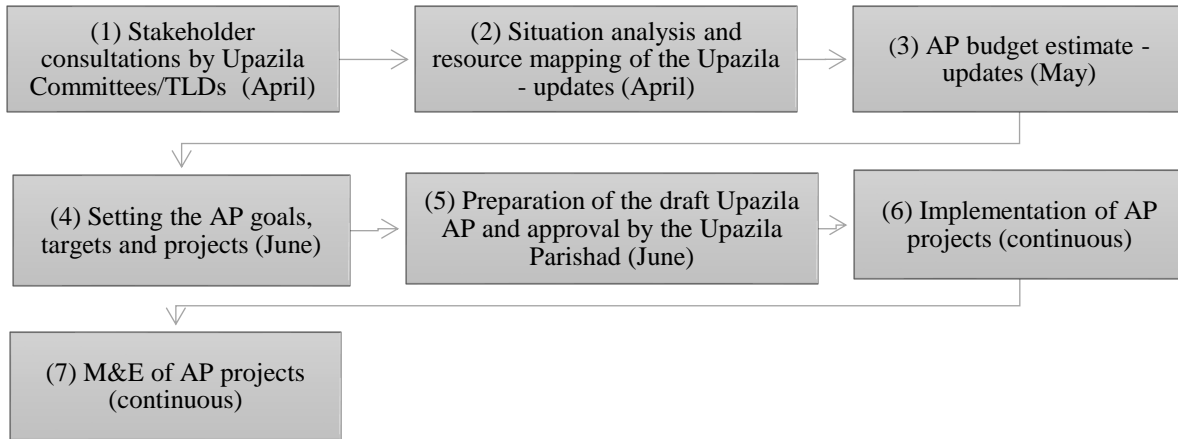 (1) Stakeholder
consultations by Upazila
Committees/TLDs (April)
(2) Situation analysis and
resource mapping of the Upazila
- updates (April)
(3) AP budget estimate -
updates (May)
(4) Setting the AP goals,
targets and projects (June)
(5) Preparation of the draft Upazila
AP and approval by the Upazila
Parishad (June)
(6) Implementation of AP
projects (continuous)
(7) M&E of AP projects
(continuous)